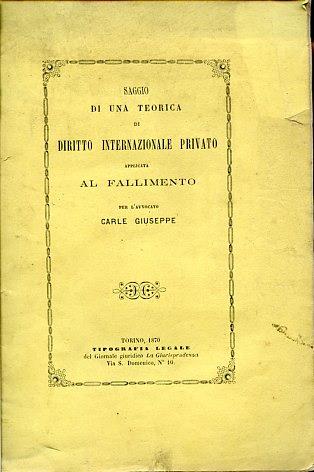 SAGGIO
DI UNA TEORICA
DI
DIRITTO INTERNAZIONALE PRIVATO
APPLICATA
AL FALLIMENTO
PER L'AVVOCATO
CARLE GIUSEPPE
TORINO, 1870
TIPOGRAFIA LEGALE
del Giornale giuridico La Giurisprudenza
Via S. Domenico, N° 10.